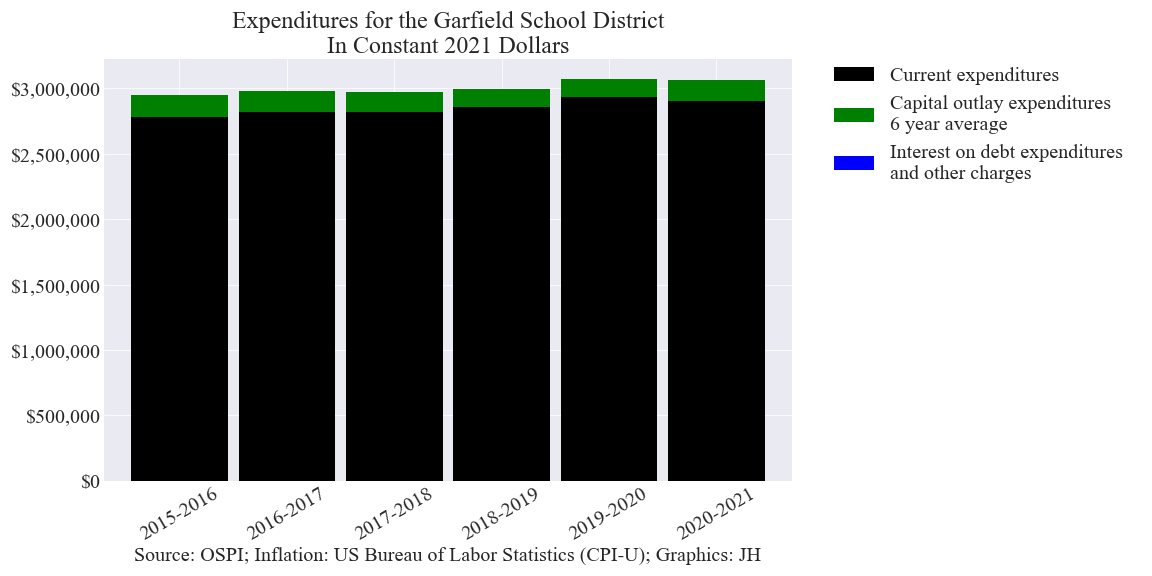 Expenditures for the Garfield School District
In Constant 2021 Dollars
$3,000,000
$2,500,000
$2,000,000
$1,500,000
$1,000,000
$500,000
$0
2015-2016
2016-2017
2017-2018
2018-2019
2019-2020
2020-2021
Source: OSPI; Inflation: US Bureau of Labor Statistics (CPI-U); Graphics: JH
Current expenditures
Capital outlay expenditures
6 year average
Interest on debt expenditures
and other charges